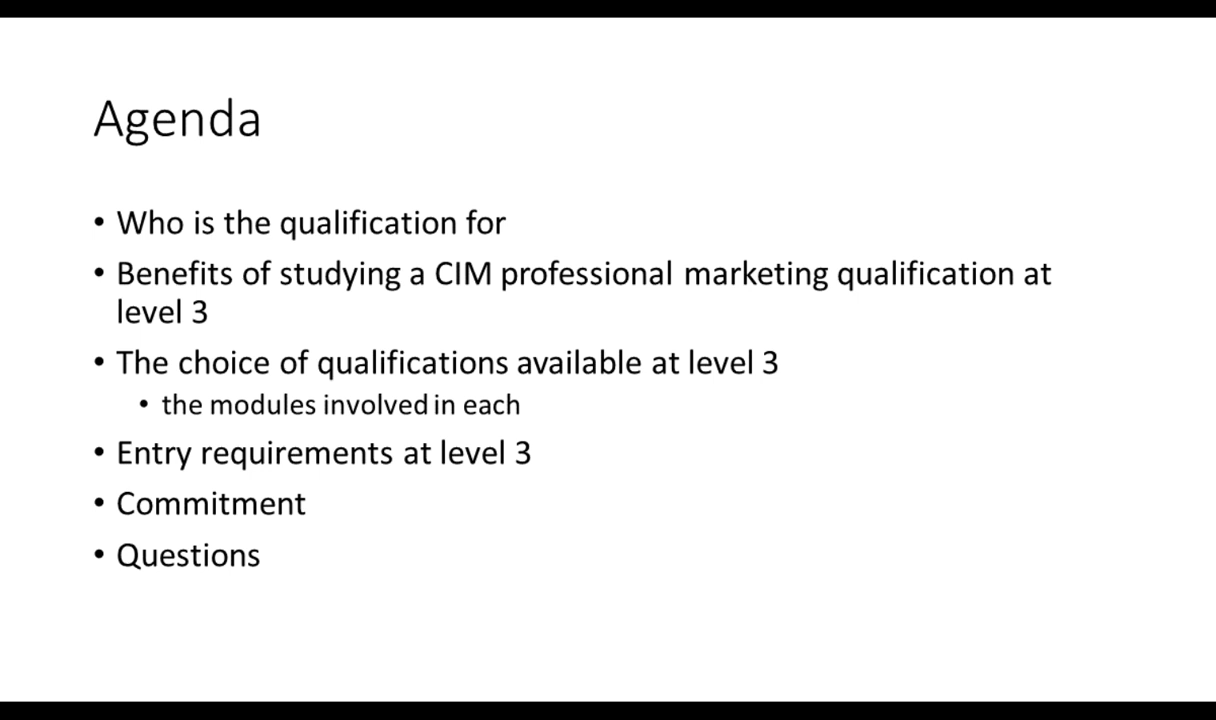 Agenda
• Who is the qualification for
• Benefits of studying a CIM professional marketing qualification at
level 3
• The choice of qualifications available at level 3
• the modules involved in each
• Entry requirements at level 3
• Commitment
• Questions